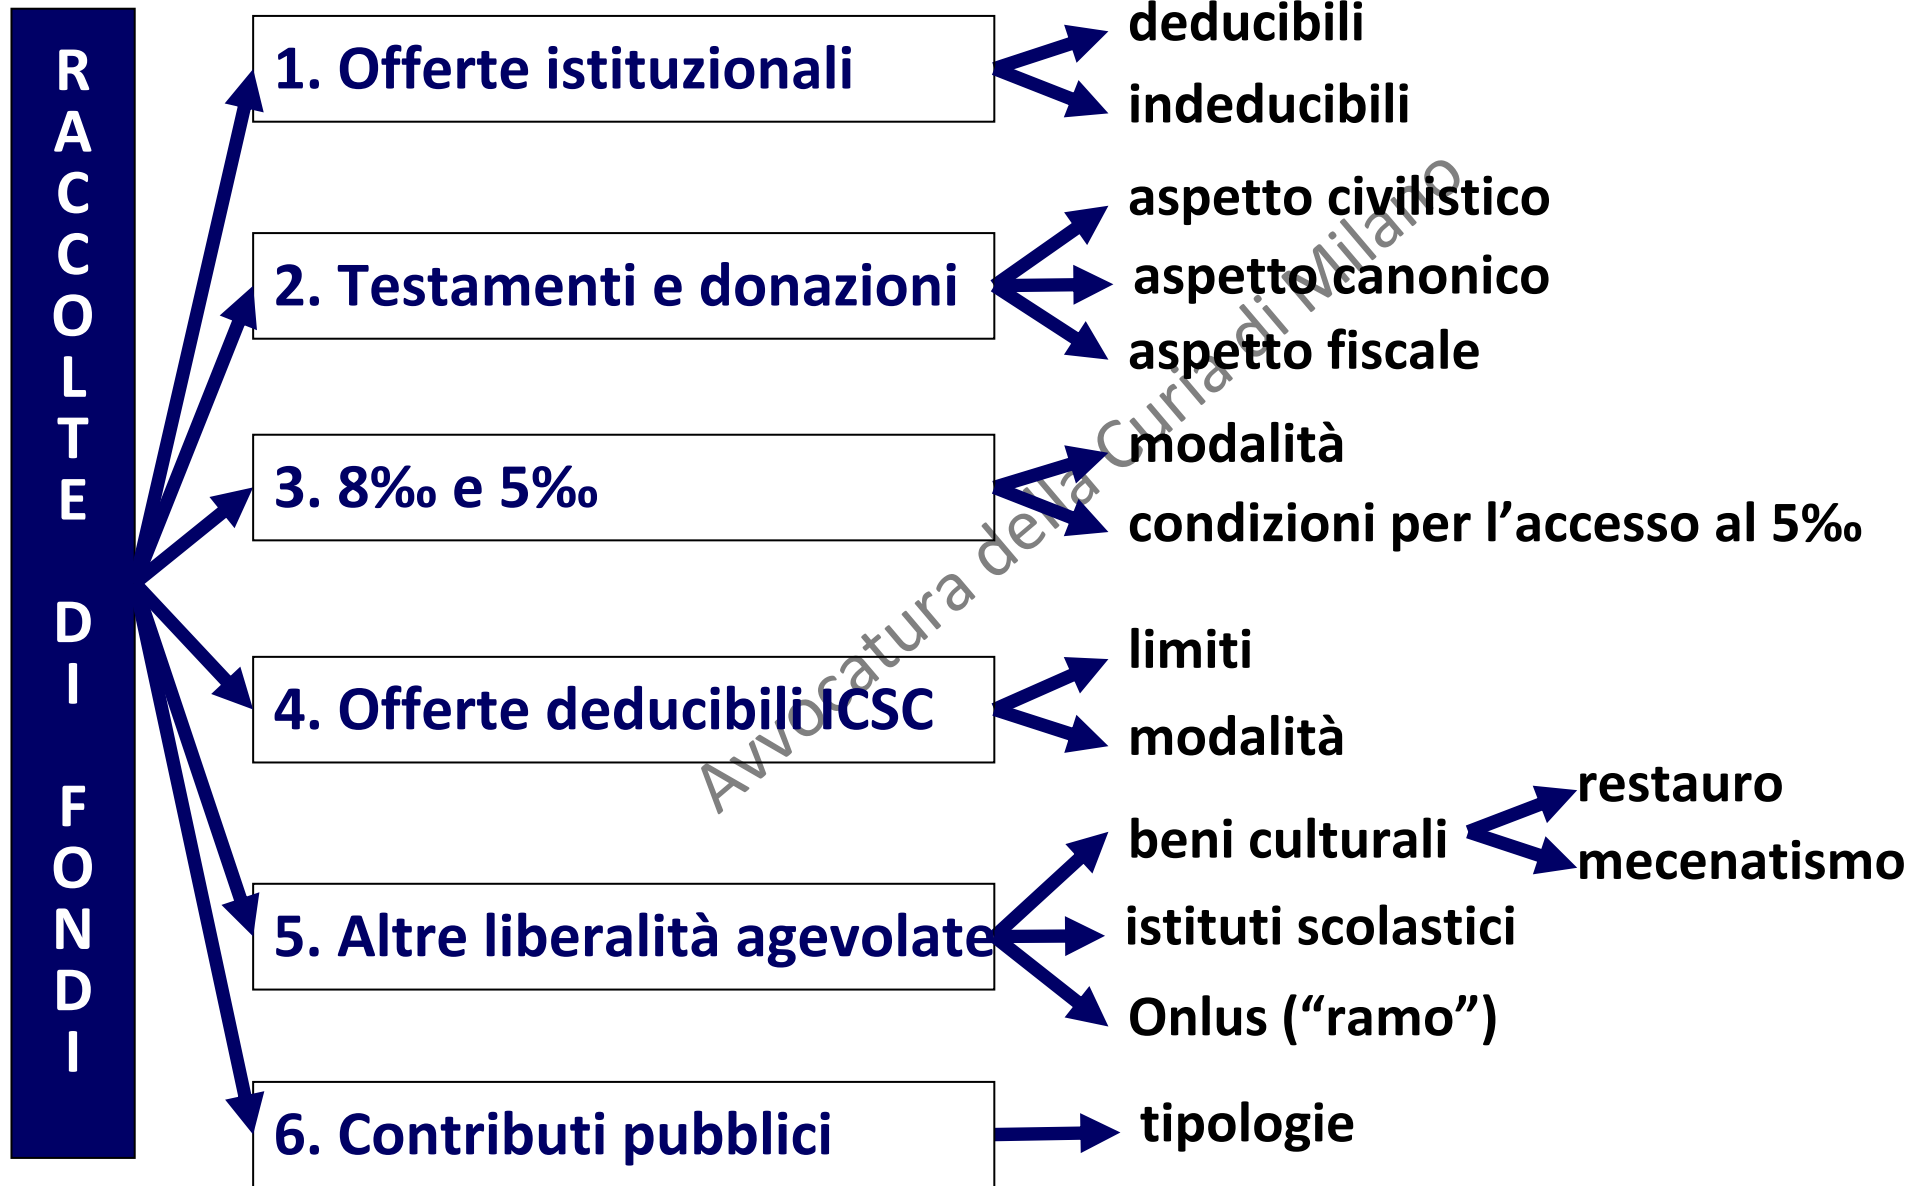 RACCOLTE DI FONDI
1. Offerte istituzionali
deducibili
indeducibili
2. Testamenti e donazioni
aspetto civilistico
aspetto canonico
aspetto fiscale
3. 8‰ e 5‰
modalità
condizioni per l’accesso al 5‰
4. Offerte deducibili ICSC
limiti
modalità
5. Altre liberalità agevolate
beni culturali
restauro
mecenatismo
istituti scolastici
Onlus (“ramo”)
6. Contributi pubblici
tipologie
Avvocatura della Curia di Milano